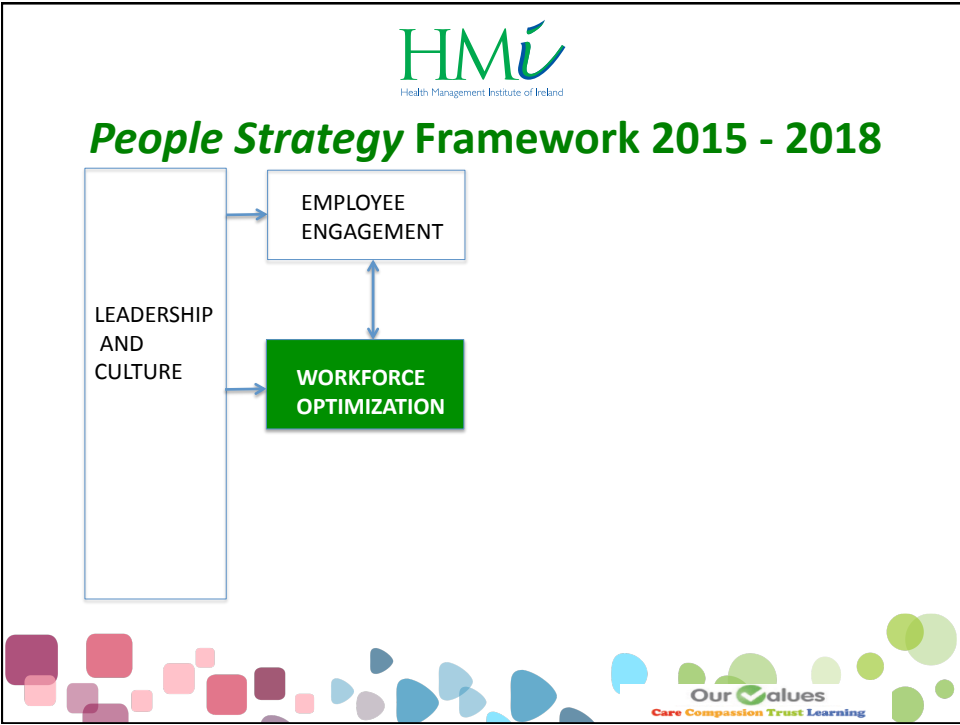 HMi
Health Management Institute of Ireland
People Strategy Framework 2015 - 2018
EMPLOYEE
ENGAGEMENT
LEADERSHIP
AND
CULTURE
WORKFORCE
OPTIMIZATION
Our Values
Care Compassion Trust Learning